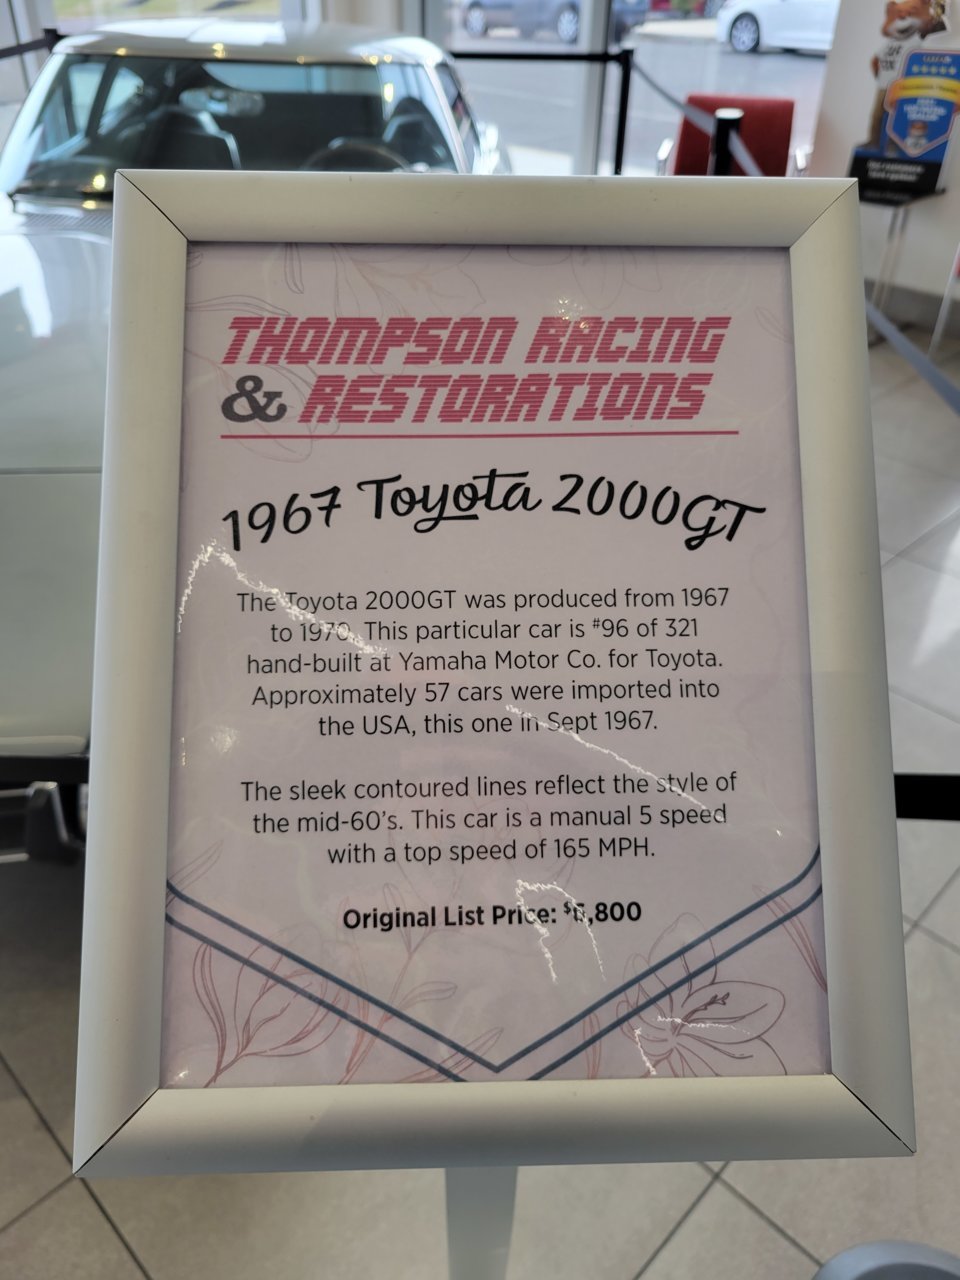 THOMPSON RACING
& RESTORATIONS
1967 Toyota 2000GT
The Toyota 2000GT was produced from 1967
to 1970. This particular car is #96 of 321
hand-built at Yamaha Motor Co. for Toyota.
Approximately 57 cars were imported into
the USA, this one in Sept 1967.
The sleek contoured lines reflect the style of
the mid-60's. This car is a manual 5 speed
with a top speed of 165 MPH.
Original List Price: $6,800